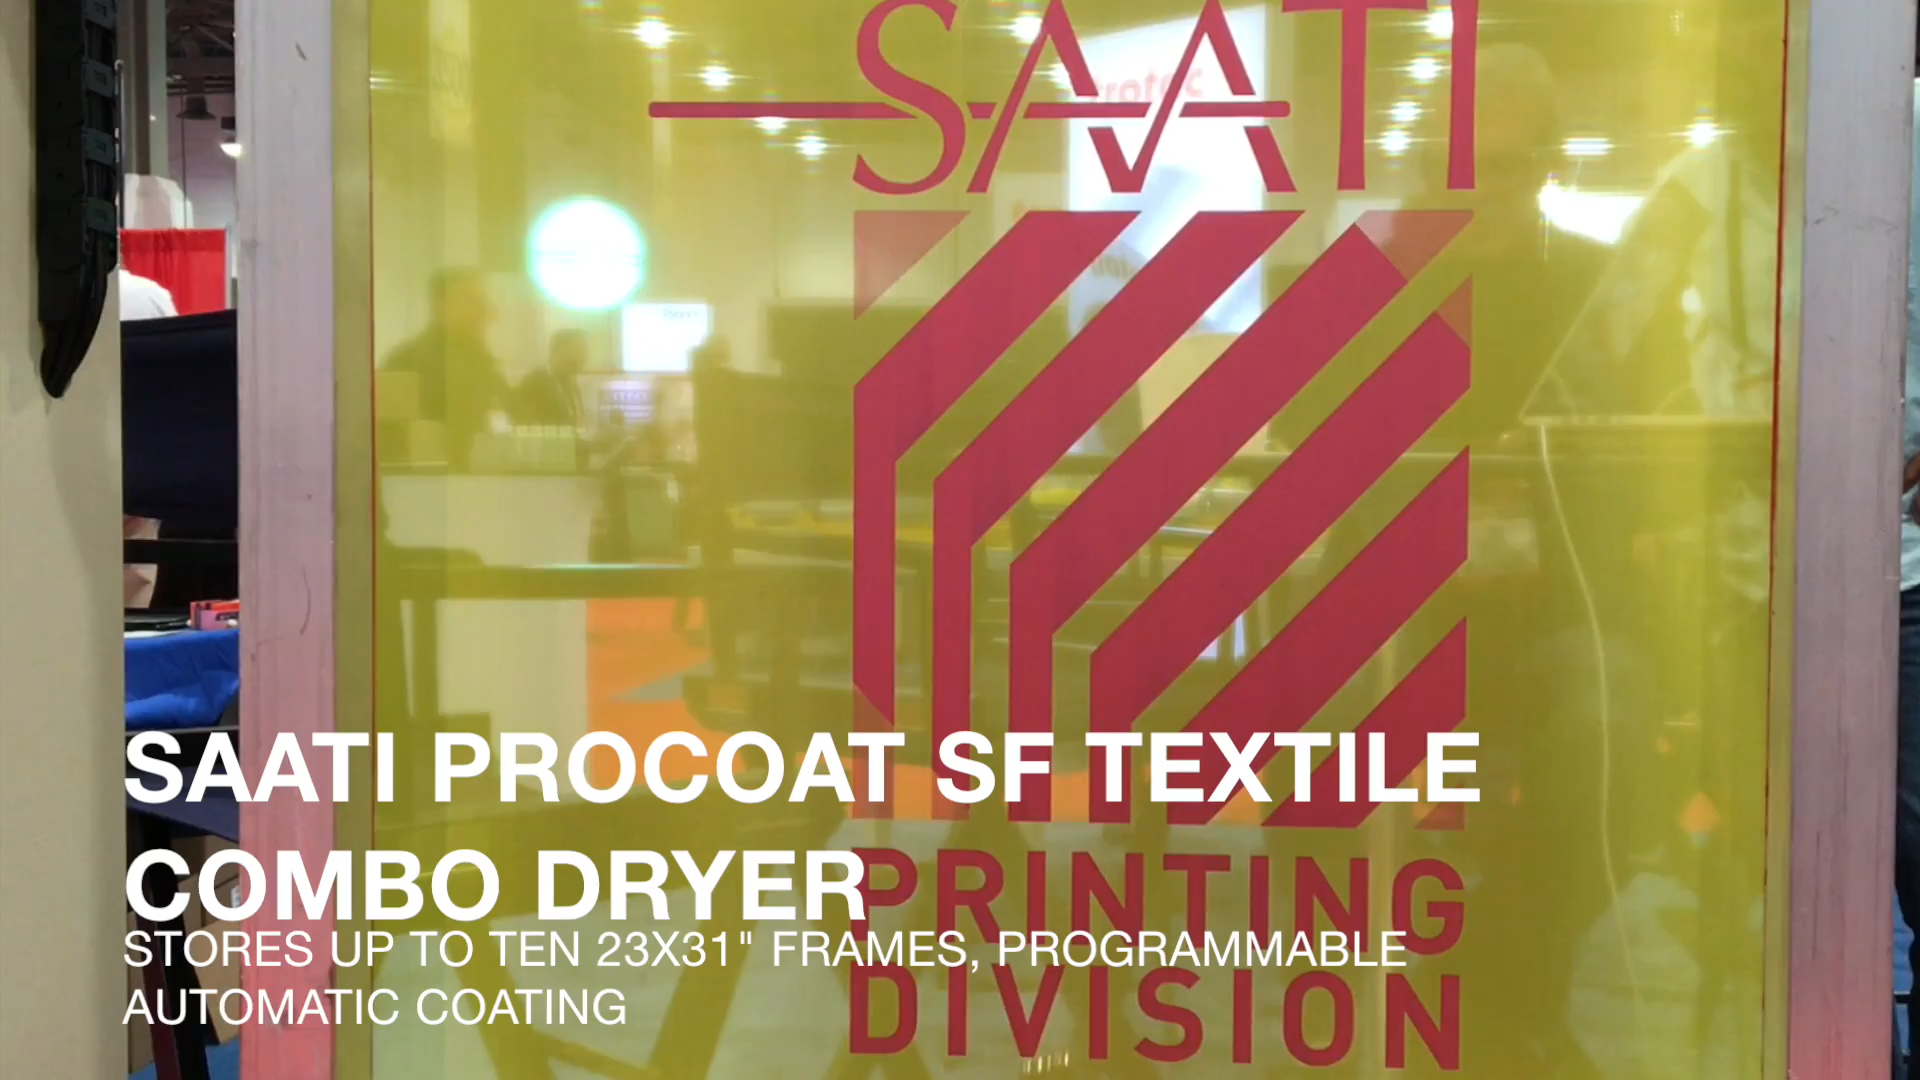 SAATI
PRINTING
DIVISION
SAATI PROCOAT SF TEXTILE
COMBO DRYER
STORES UP TO TEN 23X31" FRAMES, PROGRAMMABLE
AUTOMATIC COATING